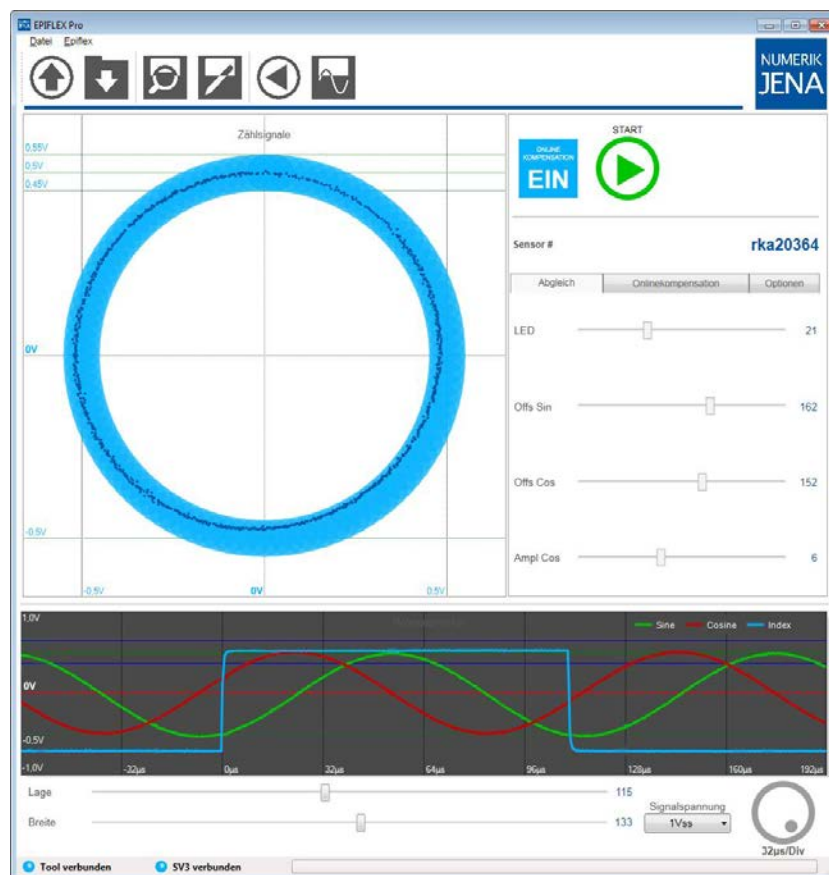 EPIFLEX Pro
Datei Epiflex
NUMERIK
JENA
Zählsignale
0,55V
0,5V
0,45V
0V
-0,5V
-0,5V 0V 0,5V
START
ONLINE
KOMPENSATION
EIN
Sensor # rka20364
Abgleich Onlinekompensation Optionen
LED 21
Offs Sin 162
Offs Cos 152
Ampl Cos 6
1,0V
Sine Cosine Index
0V
-0,5V
-1,0V -32µs 0µs 32µs 64µs 96µs 128µs 160µs 192µs
Lage 115
Breite 133
Signalspannung
1Vss
32µs/Div
Tool verbunden SV3 verbunden